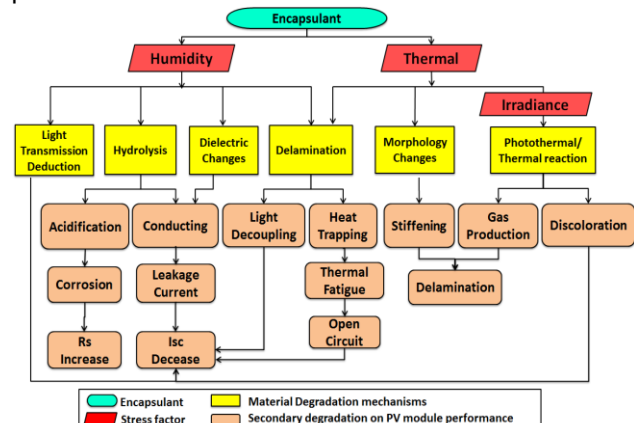 Encapsulant
Humidity
Thermal
Irradiance
Light
Transmission
Deduction
Hydrolysis
Dielectric
Changes
Delamination
Morphology
Changes
Photothermal/
Thermal reaction
Acidification
Conducting
Light
Decoupling
Heat
Trapping
Stiffening
Gas
Production
Discoloration
Corrosion
Leakage
Current
Thermal
Fatigue
Delamination
Rs
Increase
Isc
Decease
Open
Circuit
Encapsulant
Material Degradation mechanisms
Stress factor
Secondary degradation on PV module performance